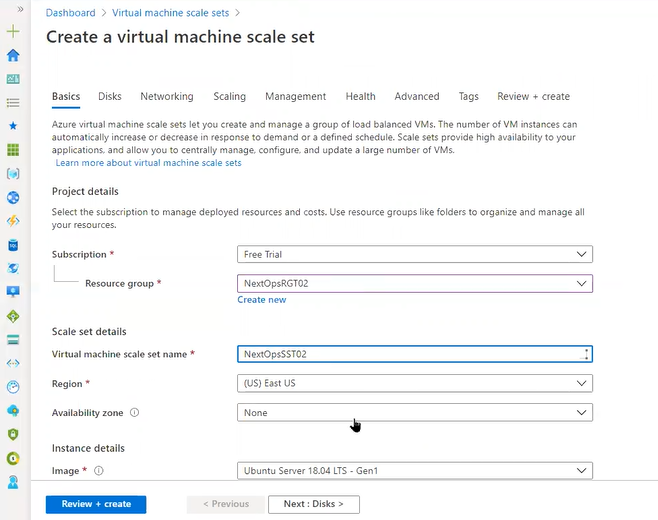 Dashboard > Virtual machine scale sets >
Create a virtual machine scale set
Basics Disks Networking Scaling Management Health Advanced Tags Review + create
Azure virtual machine scale sets let you create and manage a group of load balanced VMs. The number of VM instances can
automatically increase or decrease in response to demand or a defined schedule. Scale sets provide high availability to your
applications, and allow you to centrally manage, configure, and update a large number of VMs.
Learn more about virtual machine scale sets
Project details
Select the subscription to manage deployed resources and costs. Use resource groups like folders to organize and manage all
your resources.
Subscription * Free Trial
Resource group * NextOpsRGT02
Create new
Scale set details
Virtual machine scale set name * NextOpsSST02
Region * (US) East US
Availability zone None
Instance details
Image * Ubuntu Server 18.04 LTS - Gen1
Review + create < Previous Next : Disks >